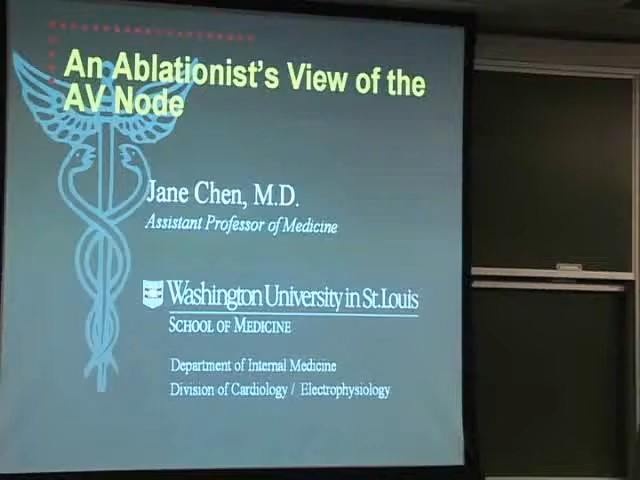 An Ablationist's View of the
AV Node
Jane Chen, M.D.
Assistant Professor of Medicine
Washington University in St. Louis
SCHOOL OF MEDICINE
Department of Internal Medicine
Division of Cardiology / Electrophysiology